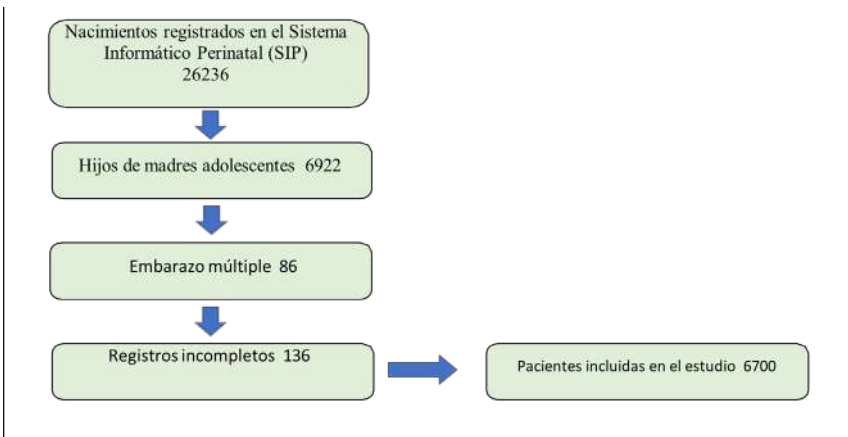 Nacimientos registrados en el Sistema
Informático Perinatal (SIP)
26236
Hijos de madres adolescentes 6922
Embarazo múltiple 86
Registros incompletos 136
Pacientes incluidas en el estudio 6700